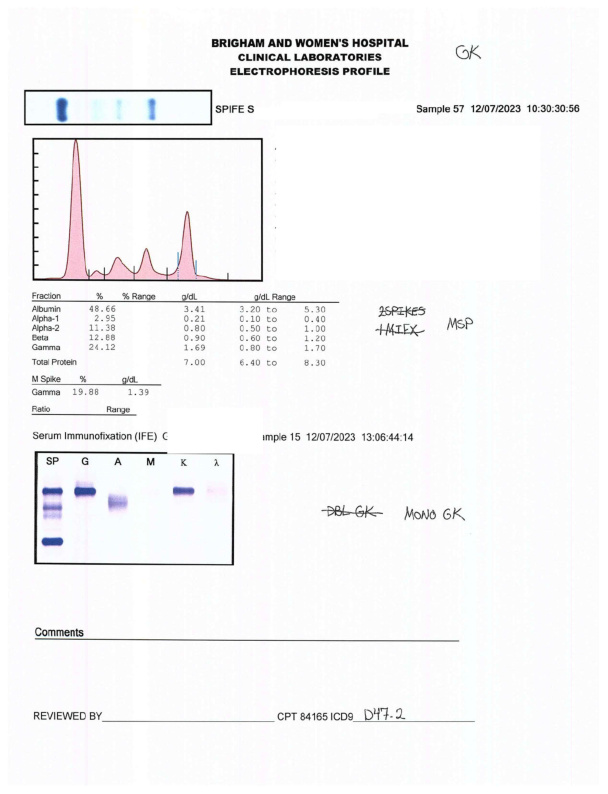 BRIGHAM AND WOMEN'S HOSPITAL
CLINICAL LABORATORIES
ELECTROPHORESIS PROFILE
GK
SPIFE S
Sample 57 12/07/2023 10:30:30:56
Fraction % % Range g/dL g/dL Range
Albumin 48.66 3.41 3.20 to 5.30
Alpha-1 2.95 0.21 0.10 to 0.40
Alpha-2 11.38 0.80 0.50 to 1.00
Beta 12.88 0.90 0.60 to 1.20
Gamma 24.12 1.69 0.80 to 1.70
Total Protein 7.00 6.40 to 8.30
2SPIKES
MSP
M Spike % g/dL
Gamma 19.88 1.39
Ratio Range
Serum Immunofixation (IFE) mple 15 12/07/2023 13:06:44:14
SP G A M K λ
DBL GK MONO GK
Comments
REVIEWED BY CPT 84165 ICD9 D47.2